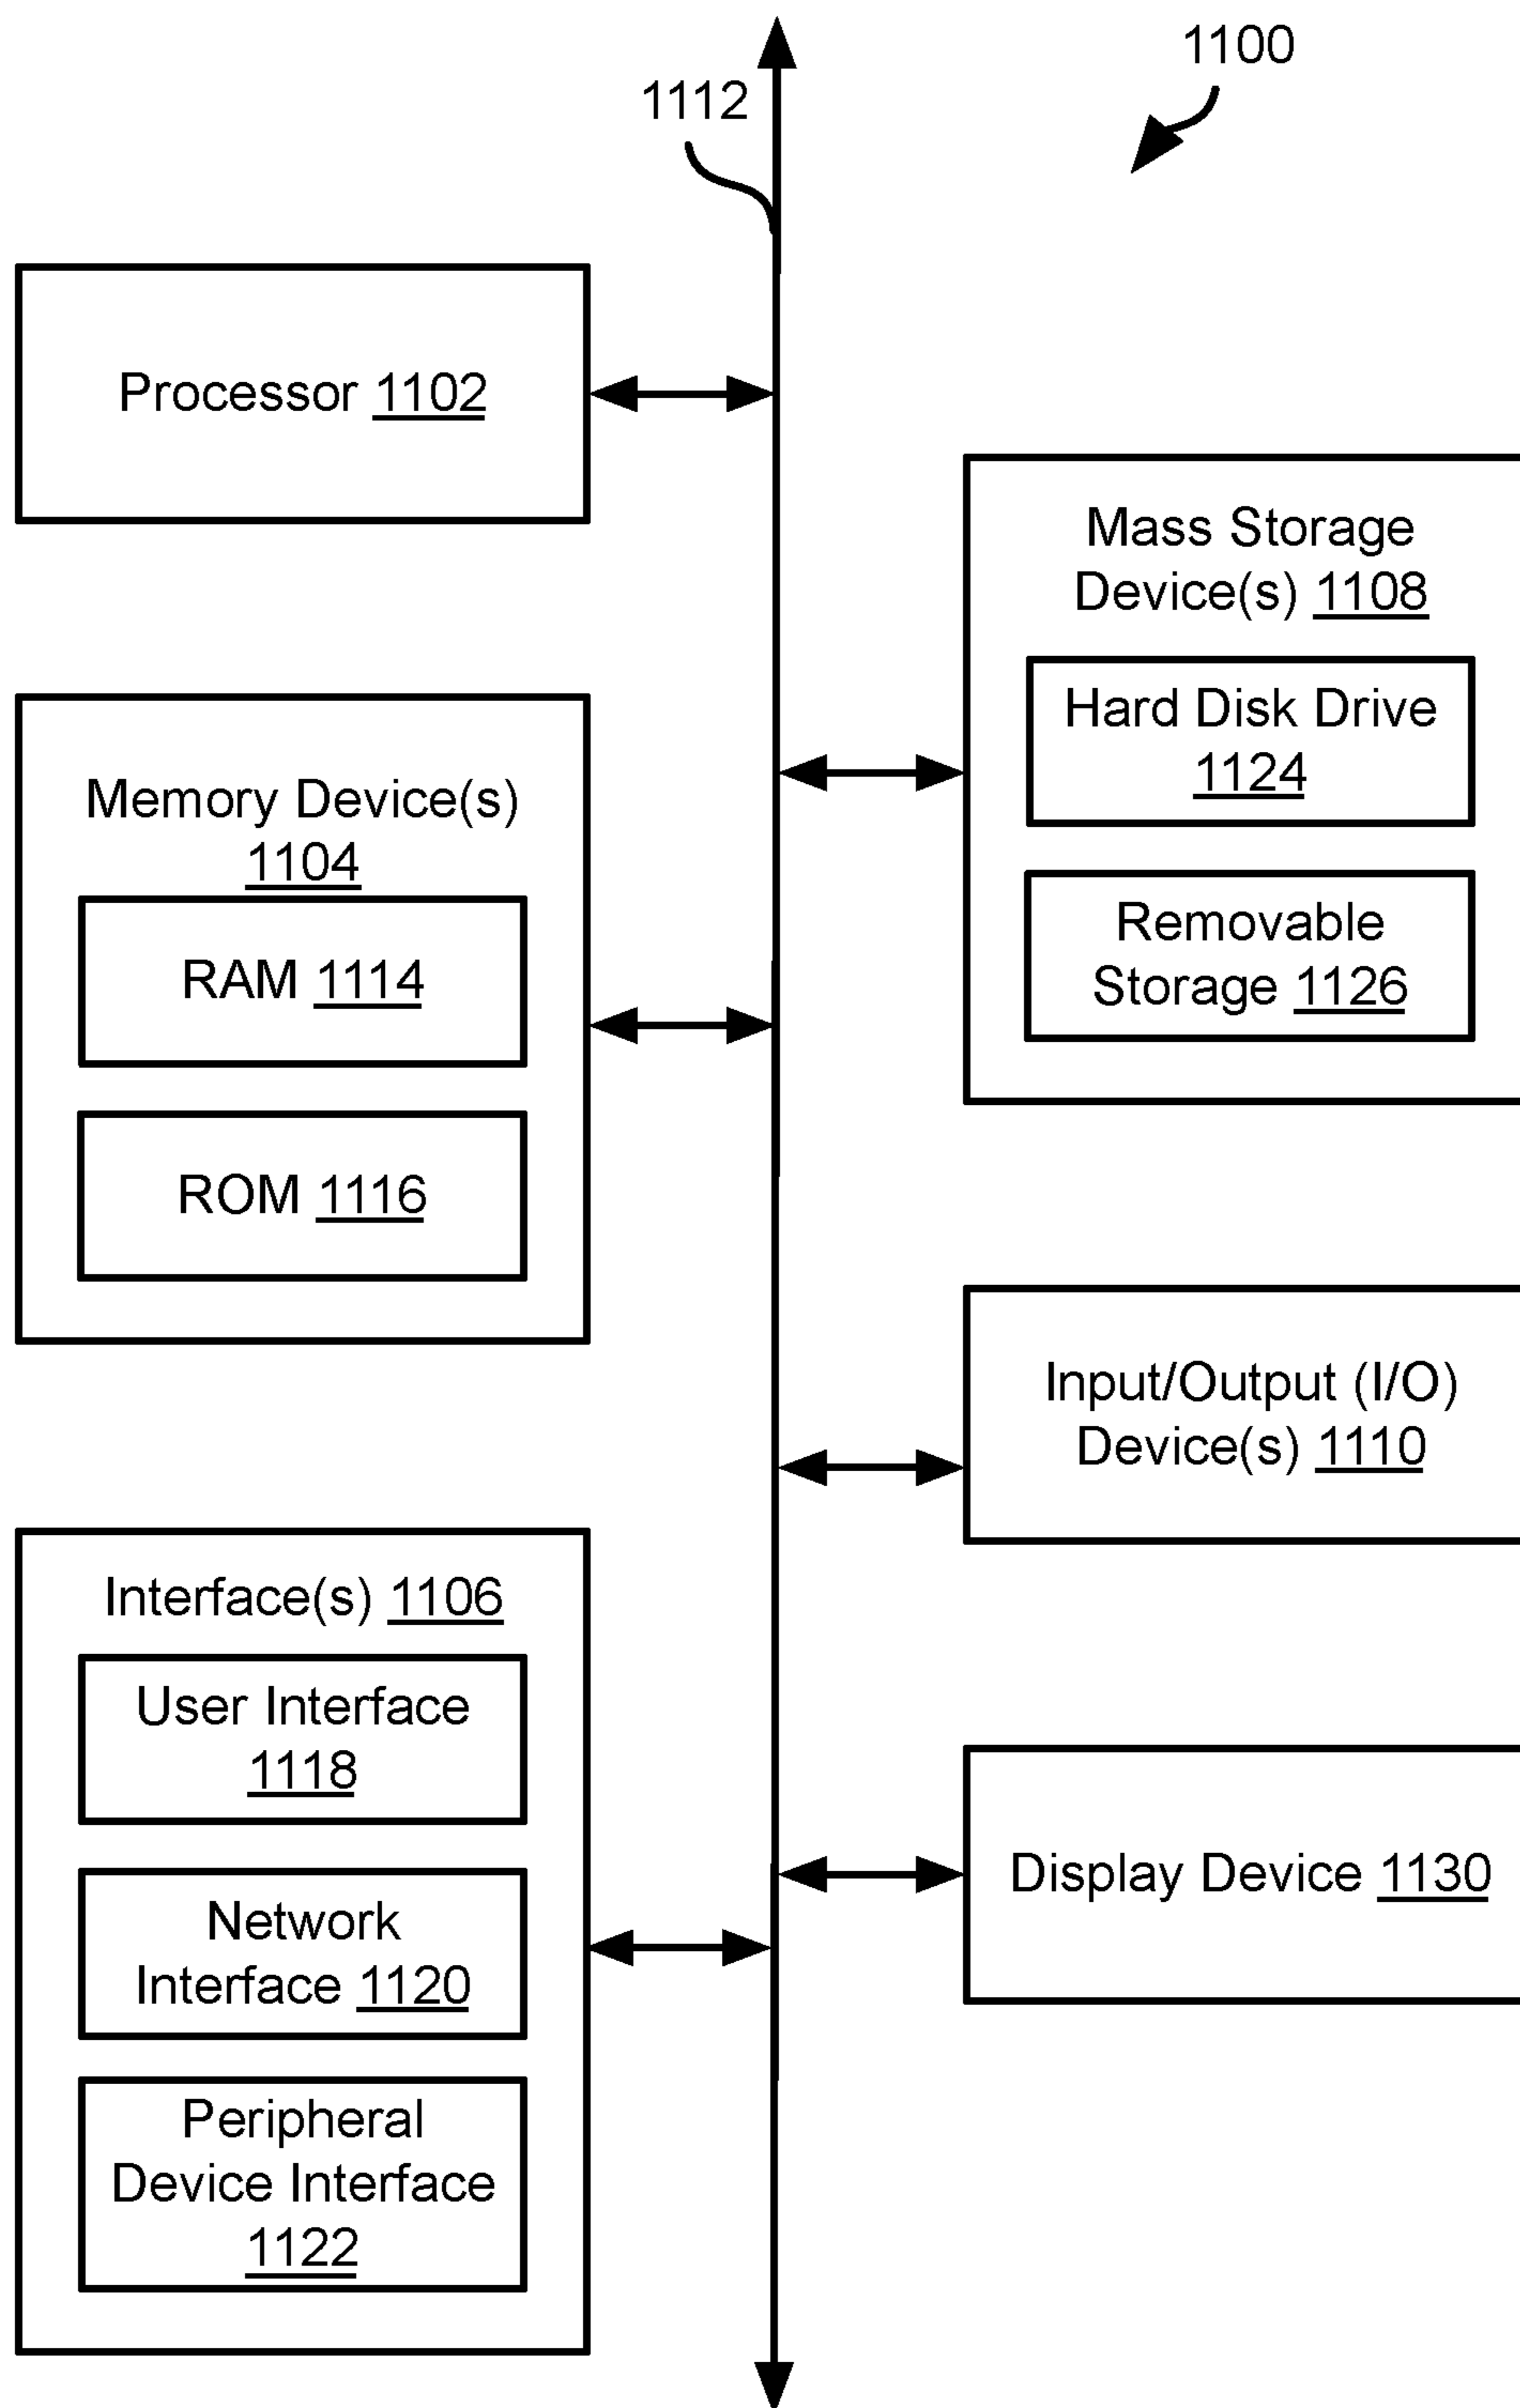 1100
1112
Processor 1102
Mass Storage
Device(s) 1108
Hard Disk Drive
1124
Removable
Storage 1126
Memory Device(s)
1104
RAM 1114
ROM 1116
Input/Output (I/O)
Device(s) 1110
Interface(s) 1106
User Interface
1118
Network
Interface 1120
Peripheral
Device Interface
1122
Display Device 1130